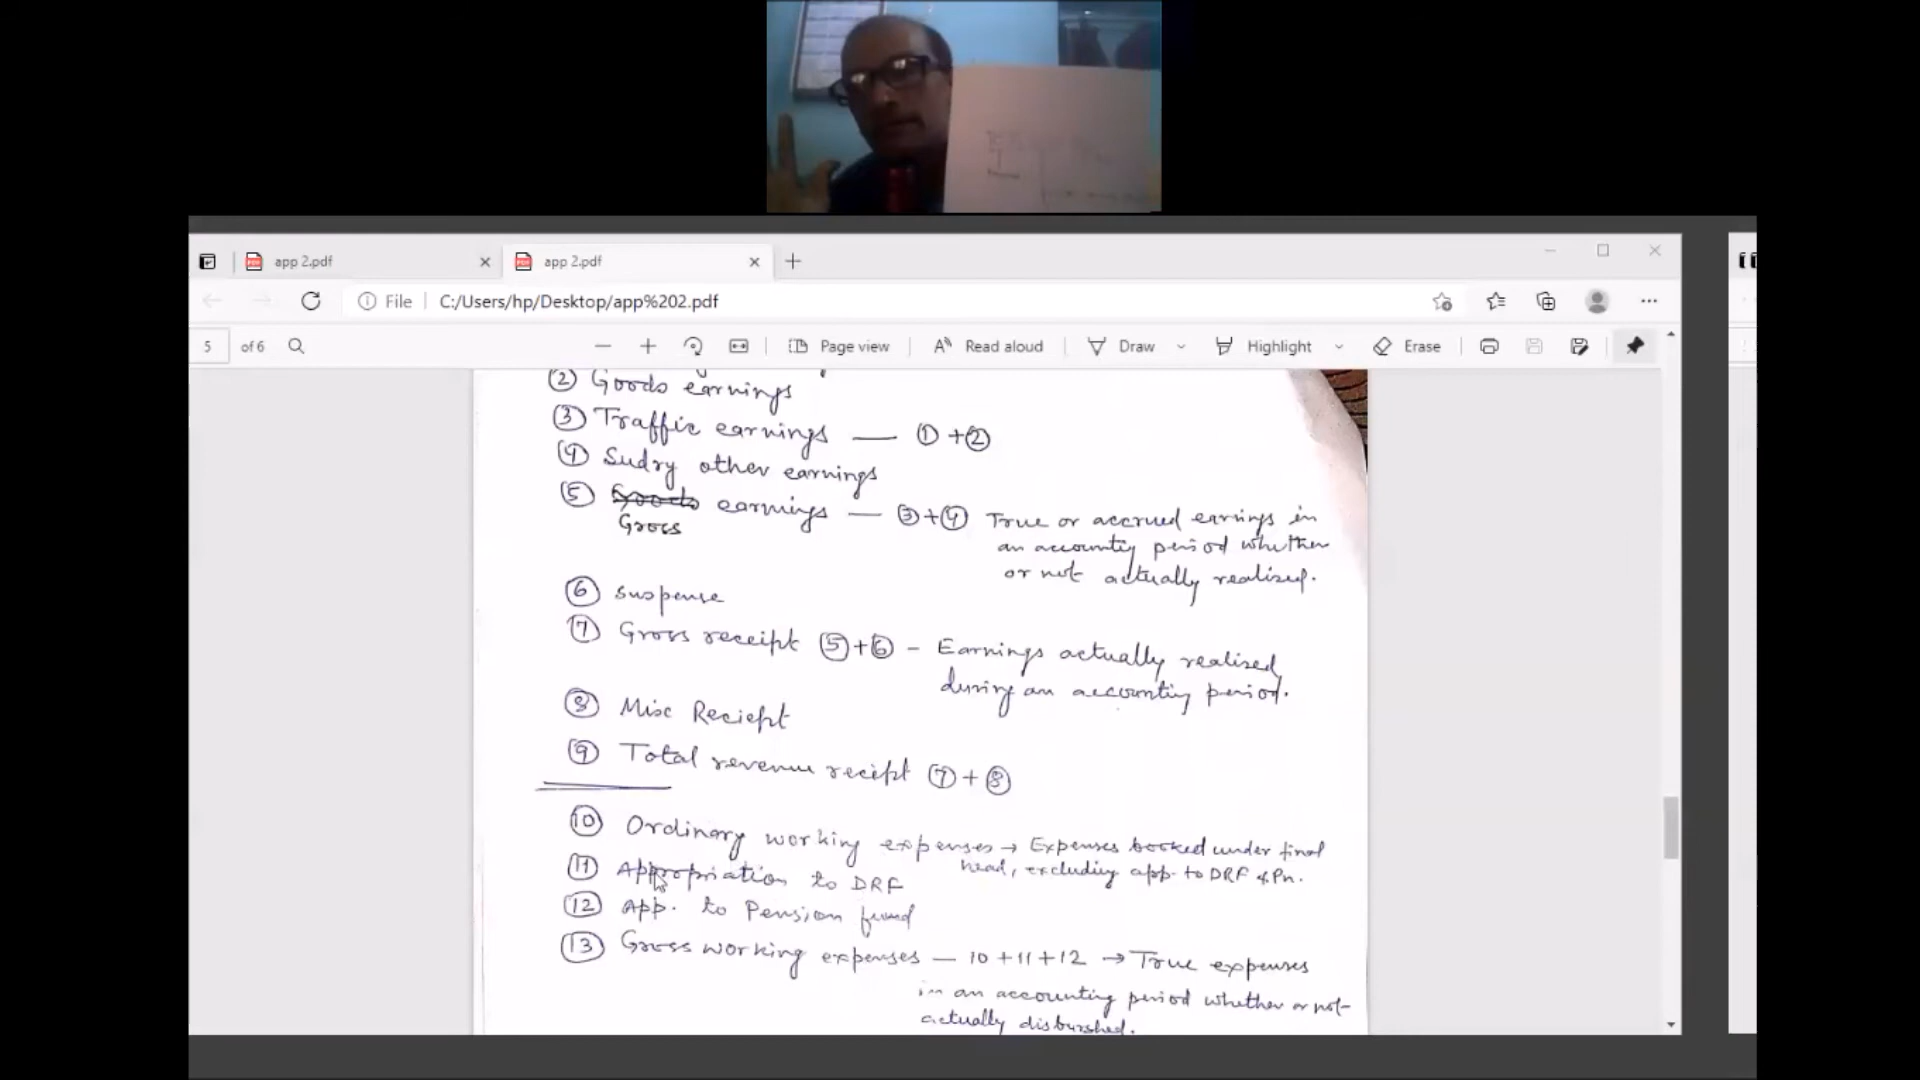 app 2.pdf
app 2.pdf
File C:/Users/hp/Desktop/app%202.pdf
5 of 6 Page view Read aloud Draw Highlight Erase
② Goods earnings
③ Traffic earnings — ① + ②
④ Sudry other earnings
⑤ Goods earnings — ③ + ④ True or accrued earnings in
Gross
an accounting period whether
or not actually realised.
⑥ Suspense
⑦ Gross receipt ⑤ + ⑥ - Earnings actually realised
during an accounting period.
⑧ Misc Reciept
⑨ Total revenue recipt ⑦ + ⑧
⑩ Ordinary working expenses → Expenses booked under final
head, excluding app. to DRF & Pn.
⑪ Appropriation to DRF
⑫ App. to Pension fund
⑬ Gross working expenses — 10 + 11 + 12 → True expenses
in an accounting period whether or not
actually disburshed.